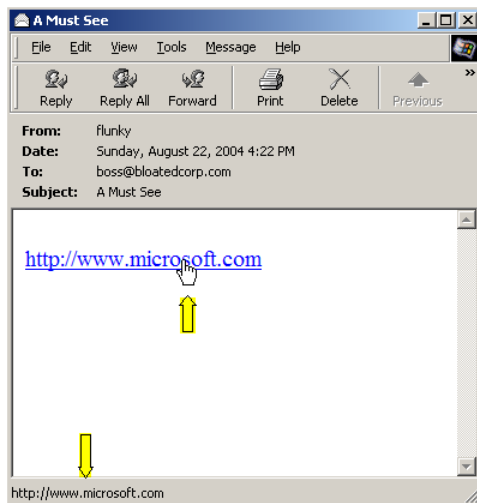 A Must See
File Edit View Tools Message Help
Reply Reply All Forward Print Delete Previous »
From: flunky
Date: Sunday, August 22, 2004 4:22 PM
To: boss@bloatedcorp.com
Subject: A Must See
http://www.microsoft.com
http://www.microsoft.com